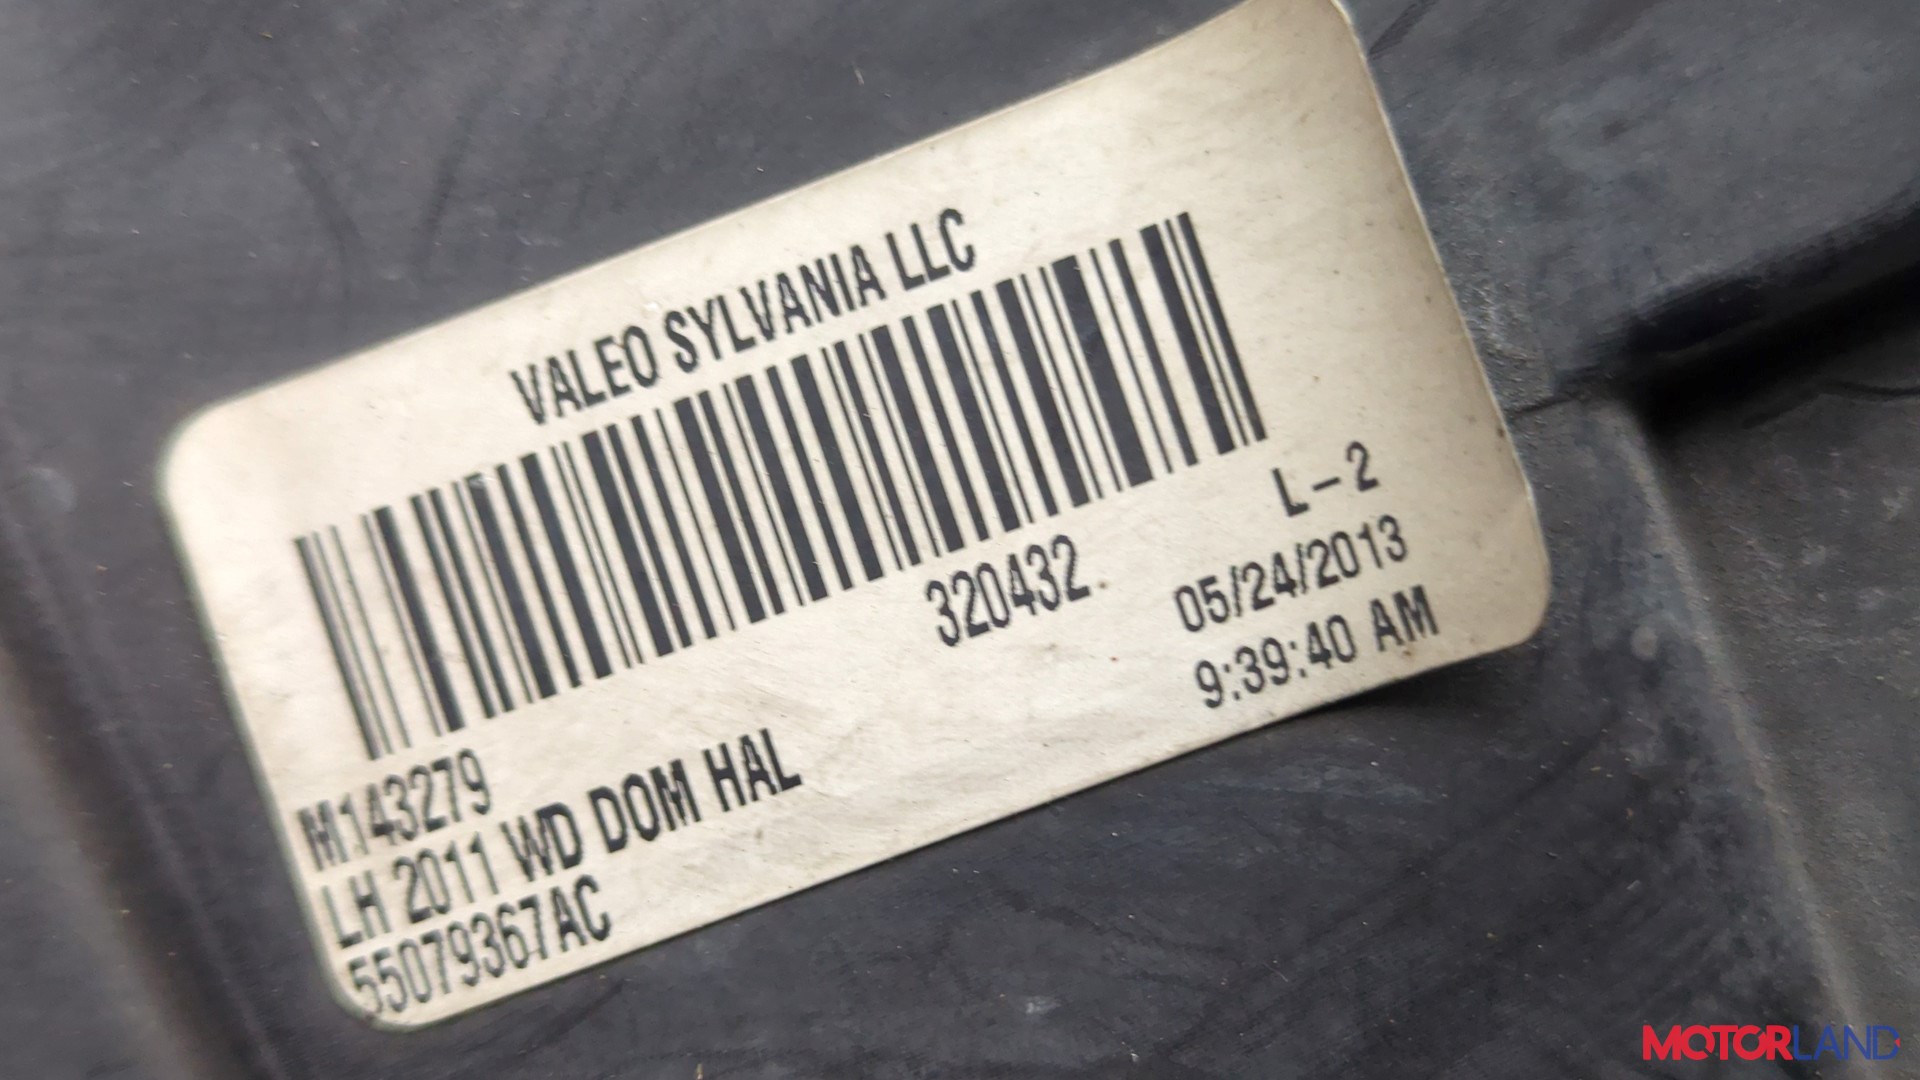 VALEO SYLVANIA LLC
L-2
320432
05/24/2013
9:39:40 AM
M143279
LH 2011 WD DOM HAL
55079367AC
MOTORLAND